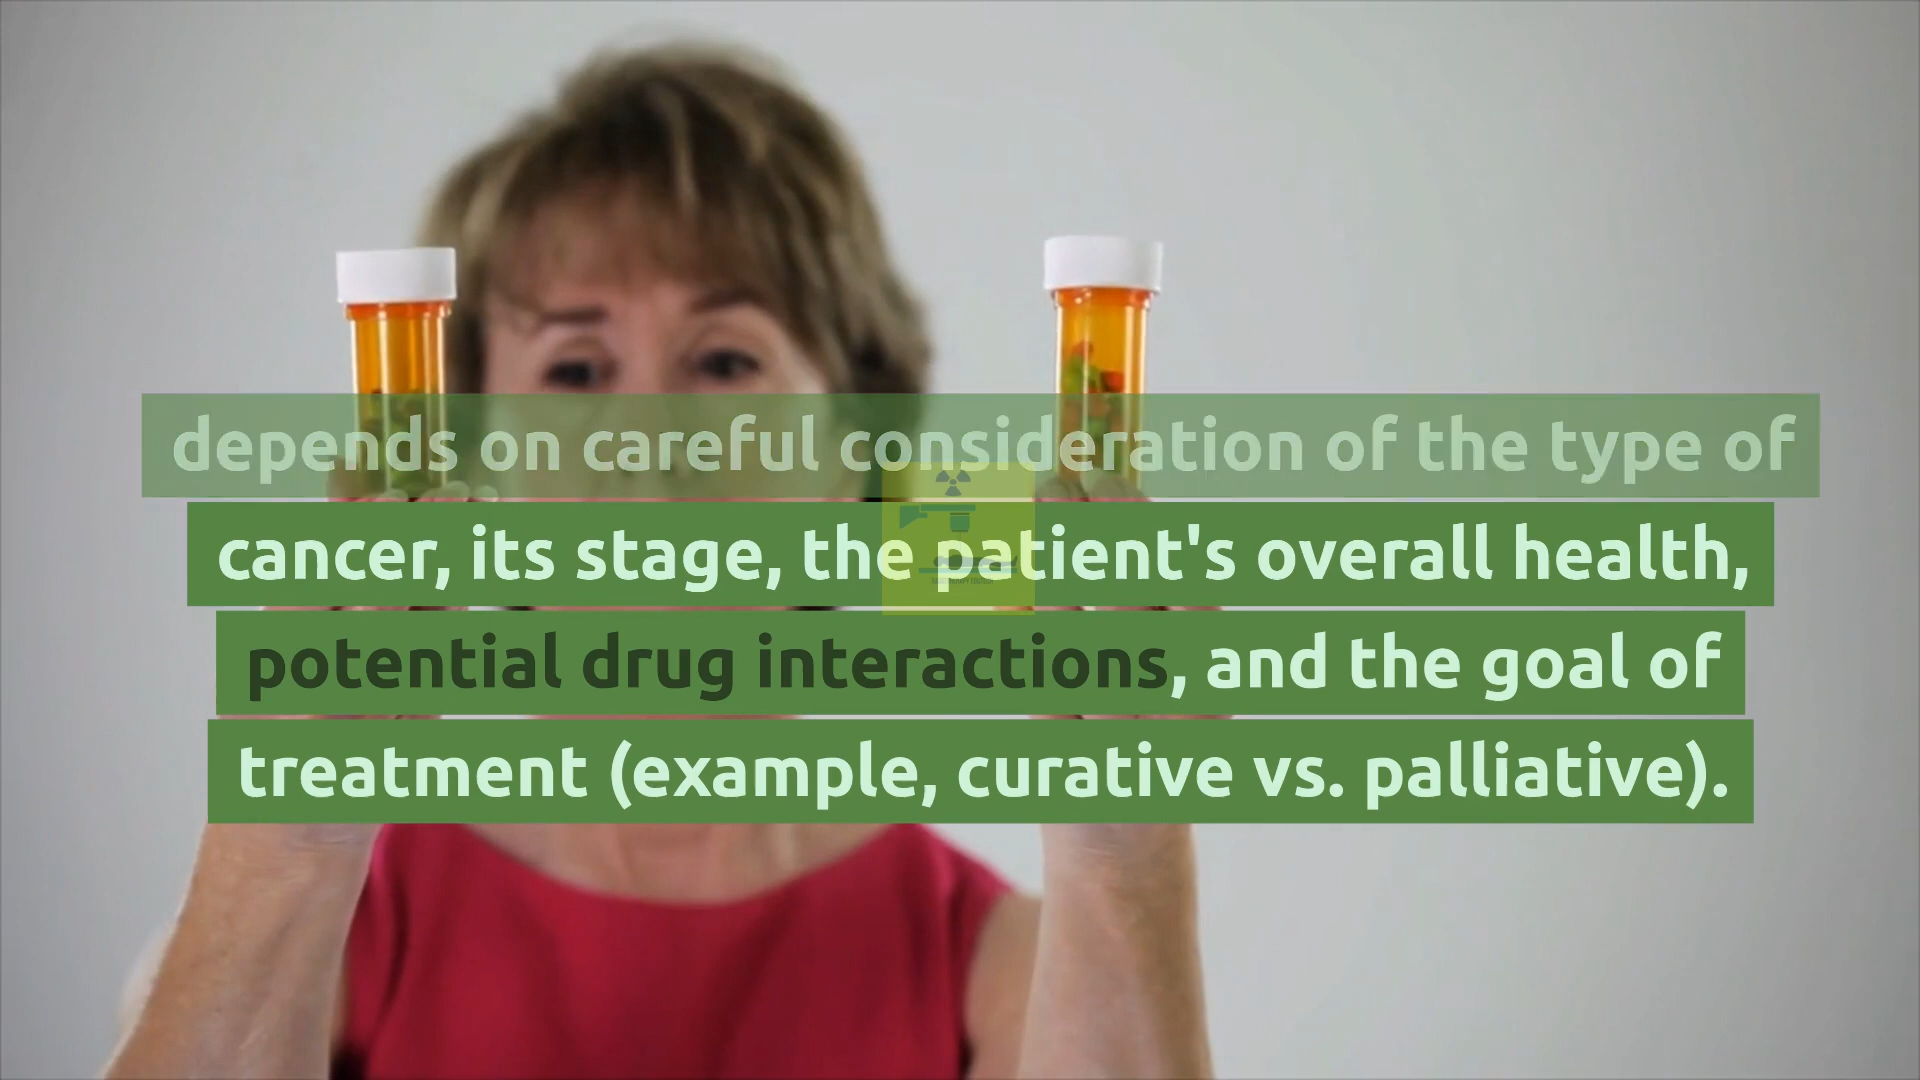 depends on careful consideration of the type of
cancer, its stage, the patient's overall health,
potential drug interactions, and the goal of
treatment (example, curative vs. palliative).